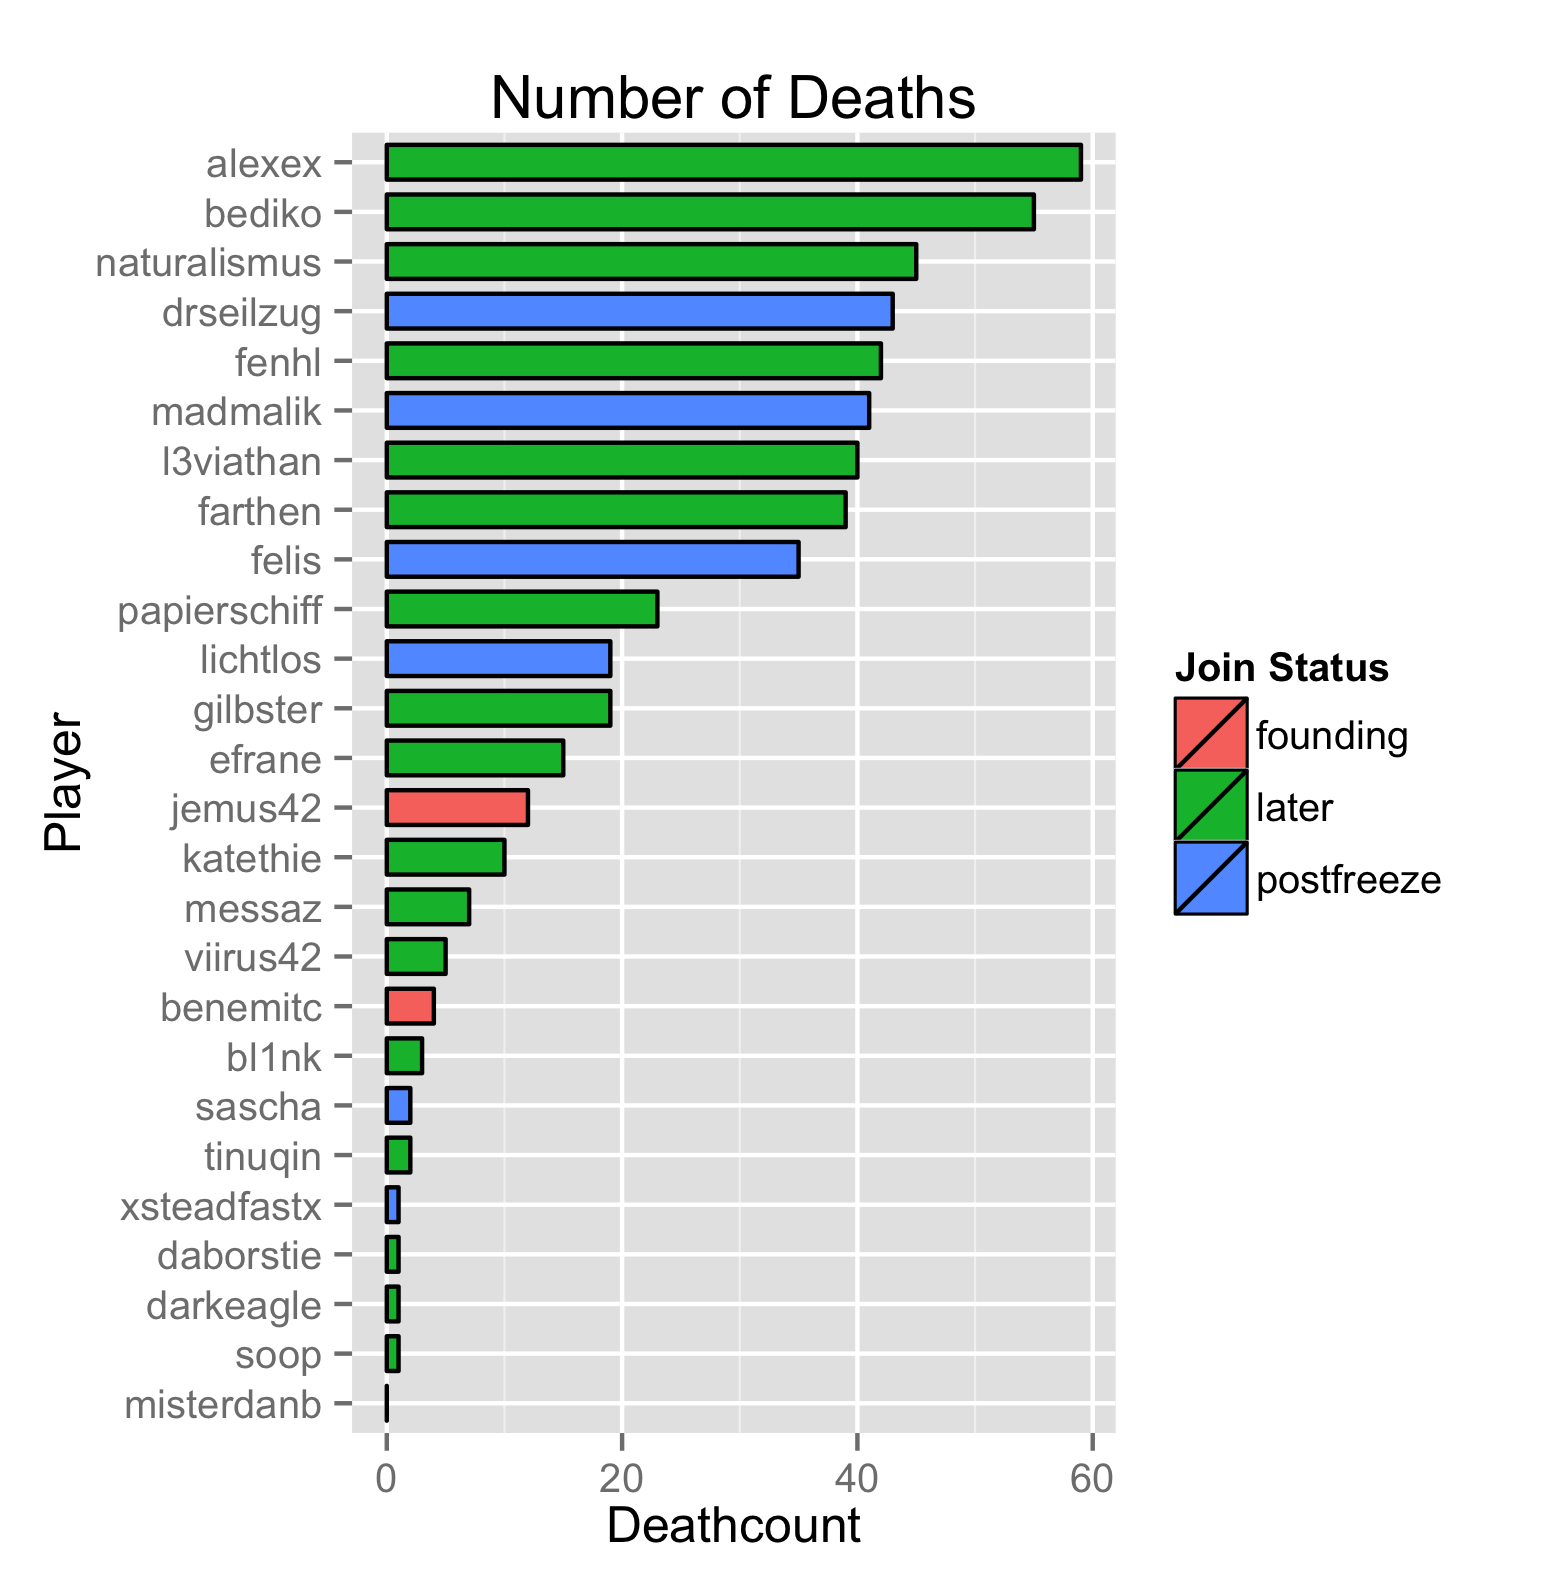 Number of Deaths
alexex
bediko
naturalismus
drseilzug
fenhl
madmalik
l3viathan
farthen
felis
papierschiff
lichtlos
gilbster
efrane
jemus42
katethie
messaz
viirus42
benemitc
bl1nk
sascha
tinuqin
xsteadfastx
daborstie
darkeagle
soop
misterdanb
Player
0 20 40 60
Deathcount
Join Status
founding
later
postfreeze